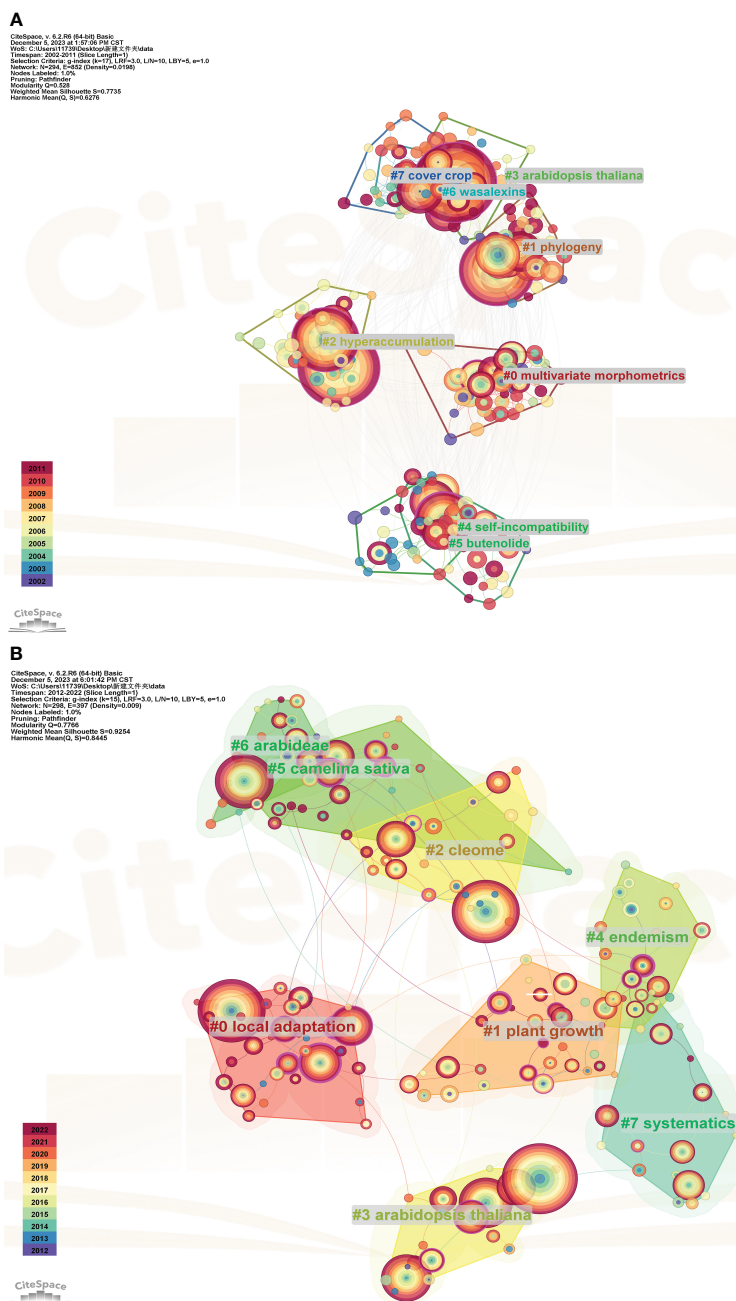 A
CiteSpace, v. 6.2.R6 (64-bit) Basic
December 5, 2023 at 1:57:06 PM CST
WoS: C:\Users\11739\Desktop\新建文件夹\data
Timespan: 2002-2011 (Slice Length=1)
Selection Criteria: g-index (k=17), LRF=3.0, L/N=10, LBY=5, e=1.0
Network: N=294, E=852 (Density=0.0198)
Nodes Labeled: 1.0%
Pruning: Pathfinder
Modularity Q=0.528
Weighted Mean Silhouette S=0.7735
Harmonic Mean(Q, S)=0.6276
CiteSpac
#7 cover crop
#3 arabidopsis thaliana
#6 wasalexins
#1 phylogeny
#2 hyperaccumulation
#0 multivariate morphometrics
#4 self-incompatibility
#5 butenolide
2011
2010
2009
2008
2007
2006
2005
2004
2003
2002
CiteSpace
B
CiteSpace, v. 6.2.R6 (64-bit) Basic
December 5, 2023 at 6:01:42 PM CST
WoS: C:\Users\11739\Desktop\新建文件夹\data
Timespan: 2012-2022 (Slice Length=1)
Selection Criteria: g-index (k=15), LRF=3.0, L/N=10, LBY=5, e=1.0
Network: N=298, E=397 (Density=0.009)
Nodes Labeled: 1.0%
Pruning: Pathfinder
Modularity Q=0.7766
Weighted Mean Silhouette S=0.9254
Harmonic Mean(Q, S)=0.8445
CiteSpac
#6 arabideae
#5 camelina sativa
#2 cleome
#4 endemism
#0 local adaptation
#1 plant growth
#7 systematics
#3 arabidopsis thaliana
2022
2021
2020
2019
2018
2017
2016
2015
2014
2013
2012
CiteSpace